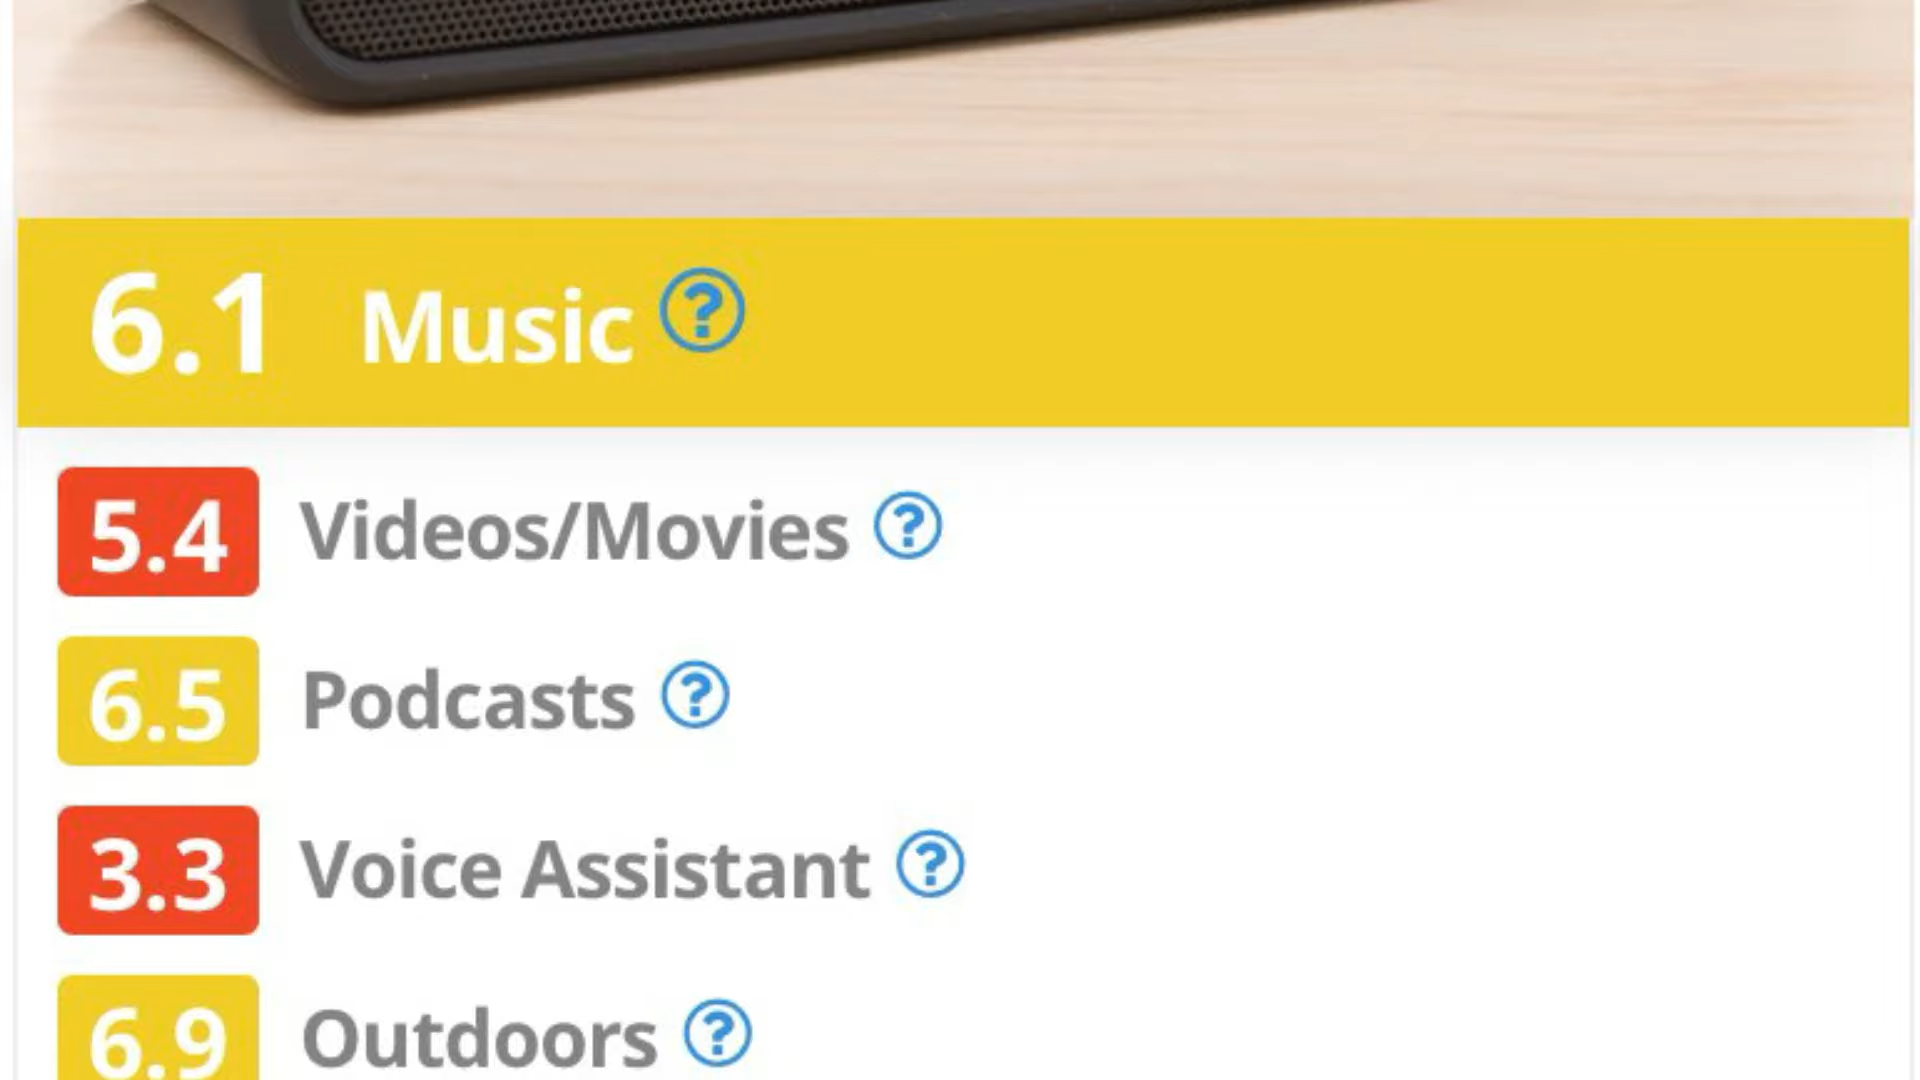 6.1 Music ?
5.4 Videos/Movies ?
6.5 Podcasts ?
3.3 Voice Assistant ?
6.9 Outdoors ?